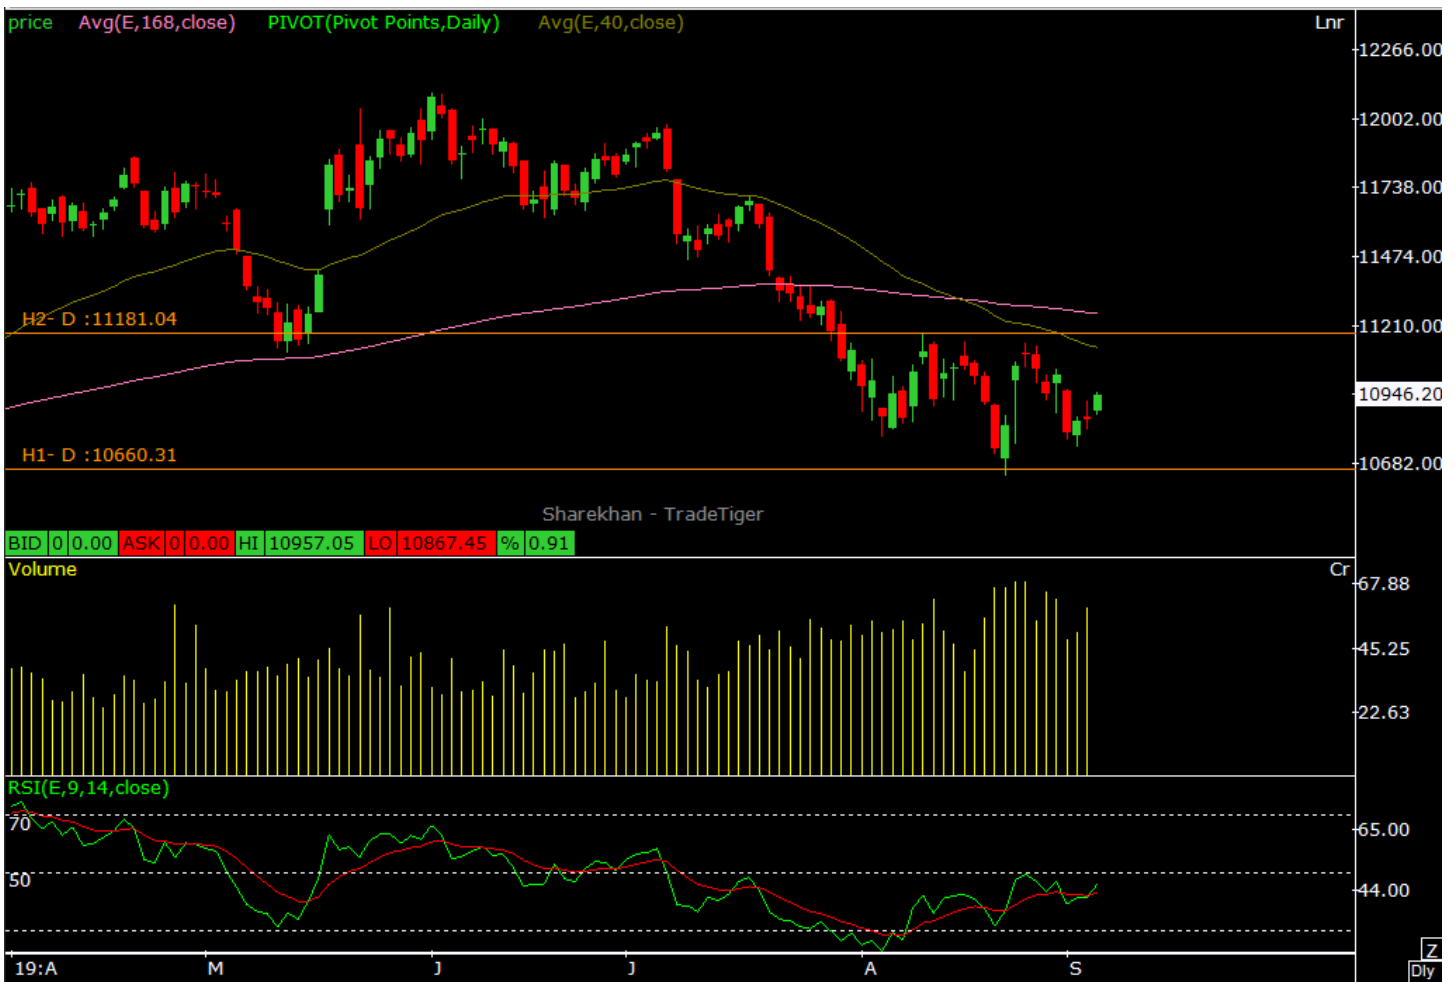 price Avg(E,168,close) PIVOT(Pivot Points,Daily) Avg(E,40,close) Lnr
12266.00
12002.00
11738.00
11474.00
H2- D :11181.04
11210.00
10946.20
H1- D :10660.31
10682.00
Sharekhan - TradeTiger
BID 0 0.00 ASK 0 0.00 HI 10957.05 LO 10867.45 % 0.91
Volume Cr
67.88
45.25
22.63
RSI(E,9,14,close)
70
65.00
50
44.00
Z
19:A M J J A S Dly